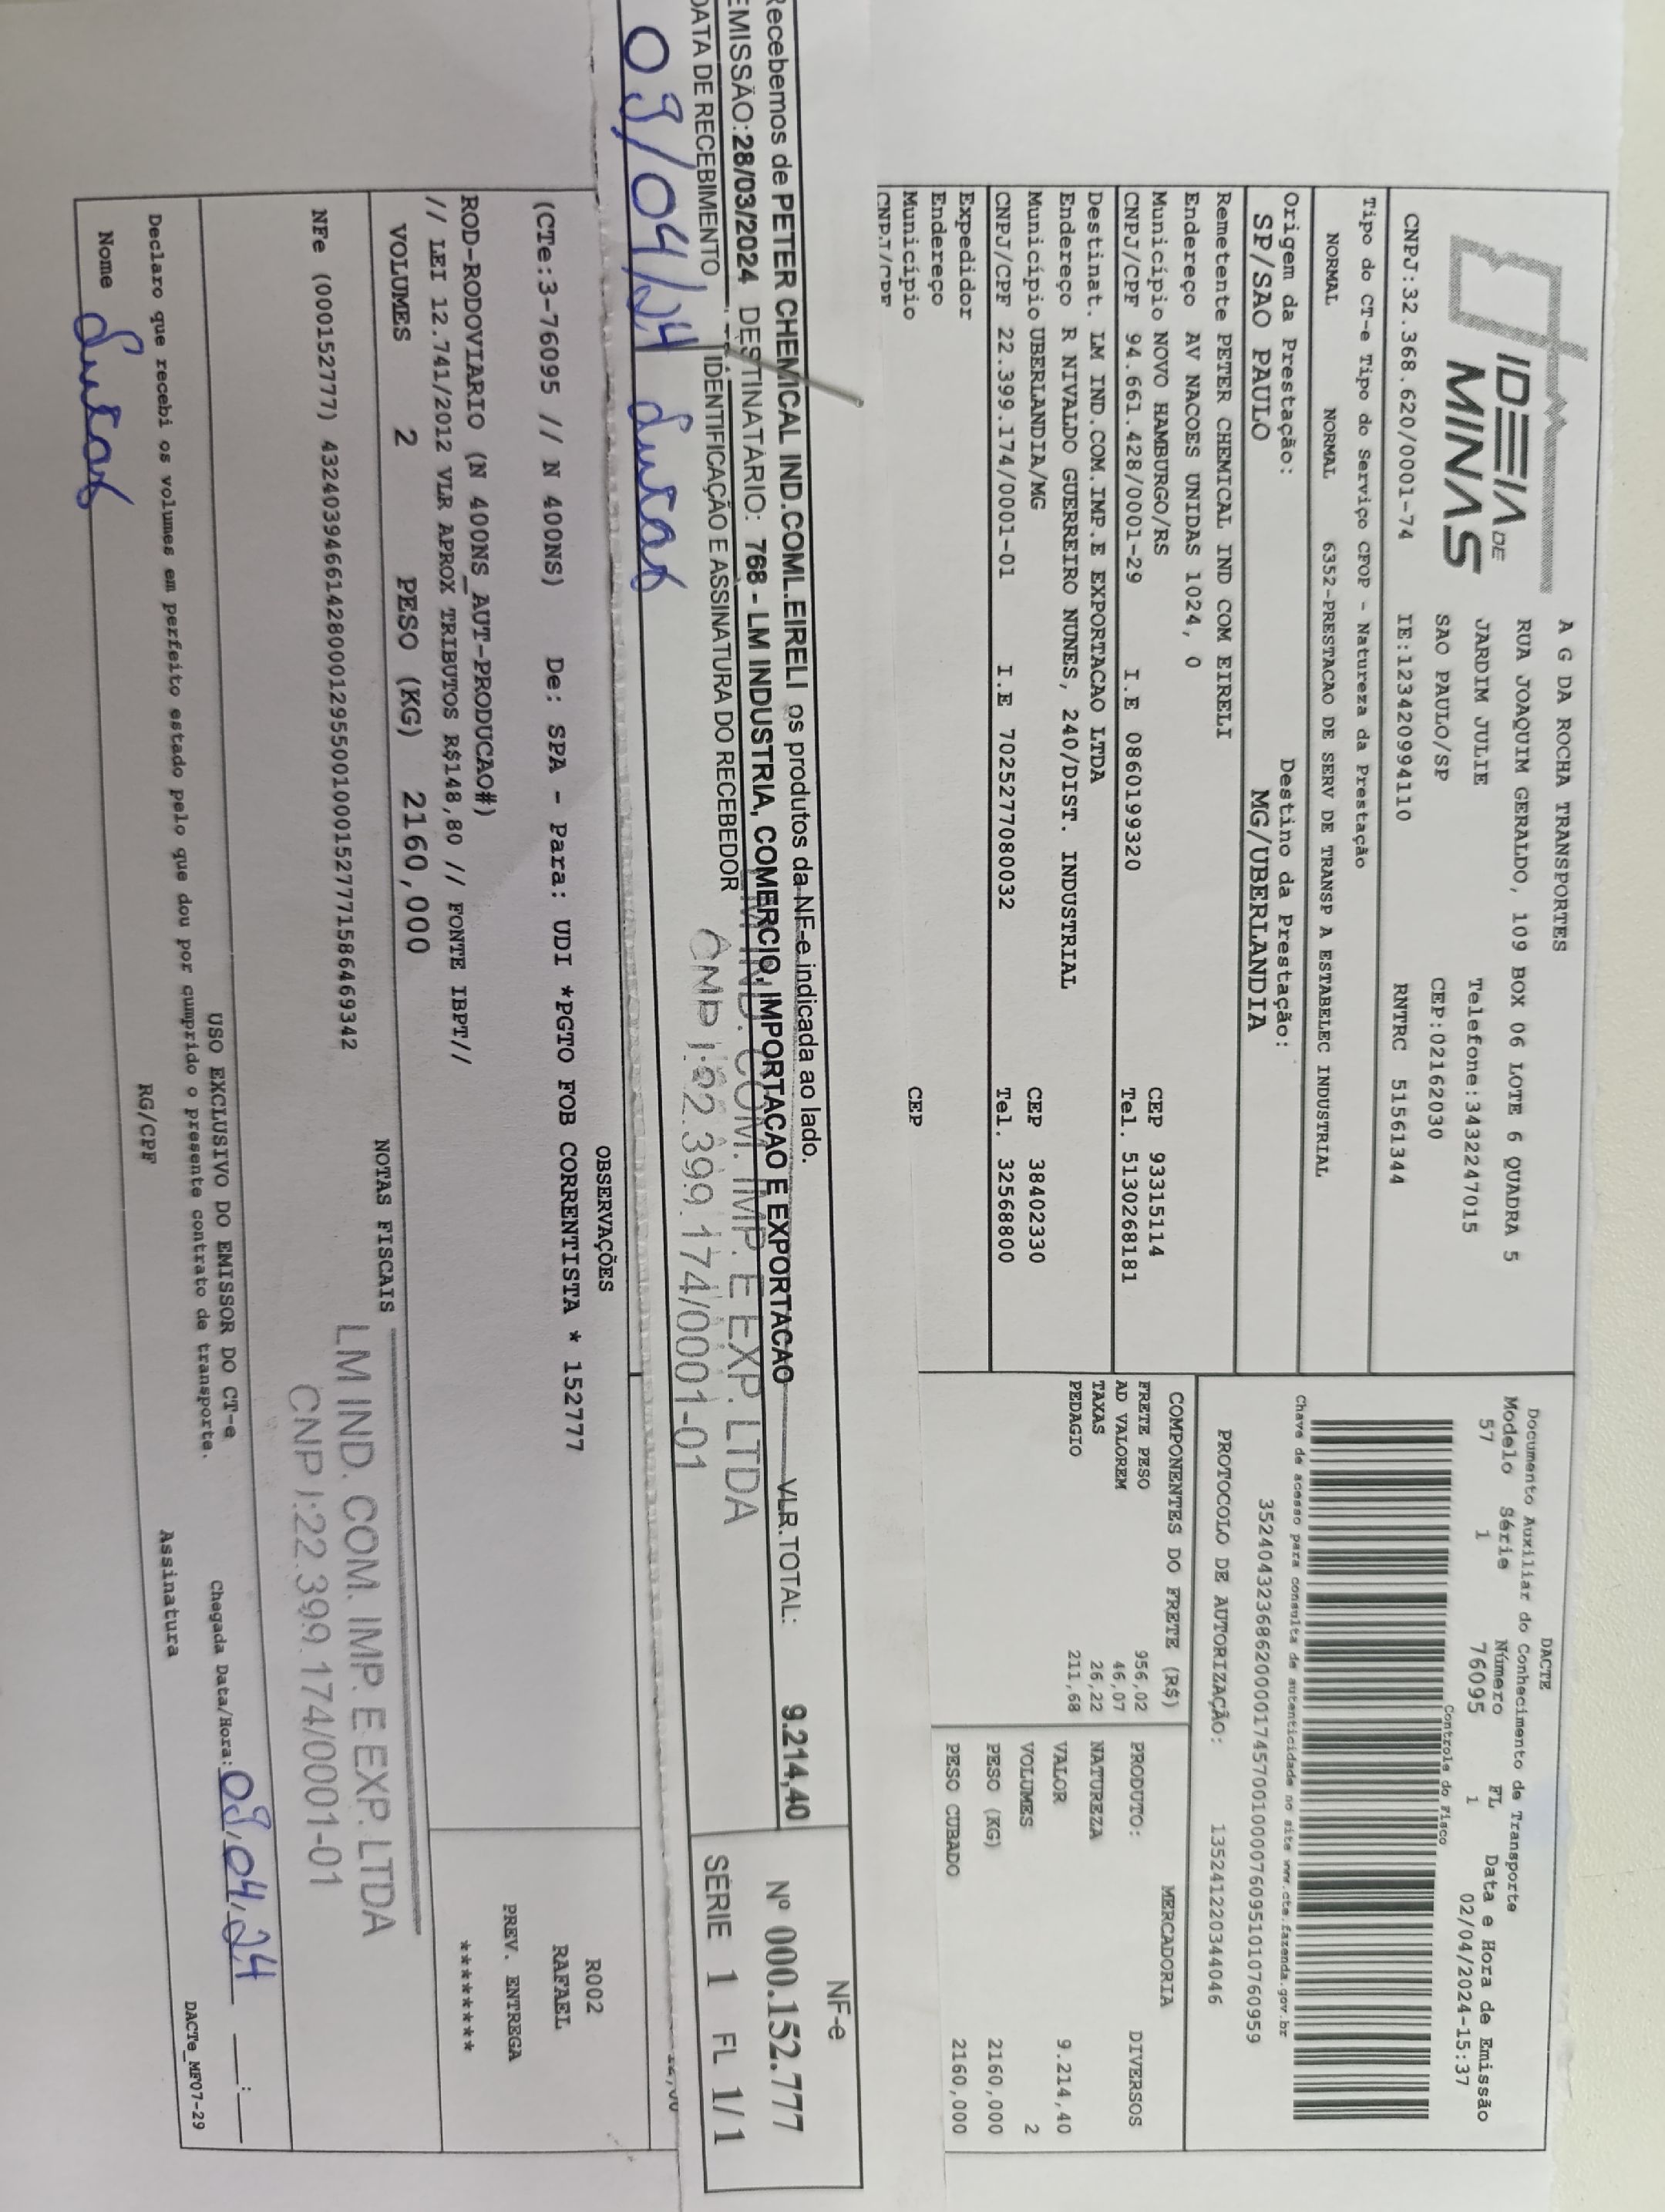 IDEIA DE
MINAS
A G DA ROCHA TRANSPORTES
RUA JOAQUIM GERALDO, 109 BOX 06 LOTE 6 QUADRA 5
JARDIM JULIE Telefone:3432247015
SAO PAULO/SP CEP:02162030
CNPJ:32.368.620/0001-74 IE:123420994110 RNTRC 51561344
Tipo do CT-e Tipo do Serviço CFOP - Natureza da Prestação
NORMAL NORMAL 6352-PRESTACAO DE SERV DE TRANSP A ESTABELEC INDUSTRIAL
Origem da Prestação: Destino da Prestação:
SP/SAO PAULO MG/UBERLANDIA
Remetente PETER CHEMICAL IND COM EIRELI
Endereço AV NACOES UNIDAS 1024, 0
Município NOVO HAMBURGO/RS CEP 93315114
CNPJ/CPF 94.661.428/0001-29 I.E 0860199320 Tel. 5130268181
Destinat. LM IND.COM.IMP.E EXPORTACAO LTDA
Endereço R NIVALDO GUERREIRO NUNES, 240/DIST. INDUSTRIAL
Município UBERLANDIA/MG CEP 38402330
CNPJ/CPF 22.399.174/0001-01 I.E 7025277080032 Tel. 32568800
Expedidor
Endereço
Município CEP
CNPJ/CPF
DACTE
Documento Auxiliar do Conhecimento de Transporte
Modelo Série Número FL Data e Hora de Emissão
57 1 76095 1 02/04/2024-15:37
Controle do Fisco
Chave de acesso para consulta de autenticidade no site www.cte.fazenda.gov.br
35240432368620000174570010000760951010760959
PROTOCOLO DE AUTORIZAÇÃO: 135241220344046
COMPONENTES DO FRETE (R$)
FRETE PESO 956,02
AD VALOREM 46,07
TAXAS 26,22
PEDAGIO 211,68
MERCADORIA
PRODUTO: DIVERSOS
NATUREZA
VALOR 9.214,40
VOLUMES 2
PESO (KG) 2160,000
PESO CUBADO 2160,000
Recebemos de PETER CHEMICAL IND.COML.EIRELI os produtos da NF-e indicada ao lado.
EMISSÃO:28/03/2024 DESTINATÁRIO: 768 - LM INDUSTRIA, COMERCIO, IMPORTACAO E EXPORTACAO VLR.TOTAL: 9.214,40
DATA DE RECEBIMENTO IDENTIFICAÇÃO E ASSINATURA DO RECEBEDOR
09/04/24 Lucas
LM IND. COM. IMP. E EXP. LTDA
CNPJ:22.399.174/0001-01
NF-e
Nº 000.152.777
SÉRIE 1 FL 1/1
OBSERVAÇÕES
(CTe:3-76095 // N 400NS) De: SPA - Para: UDI *PGTO FOB CORRENTISTA * 152777
ROD-RODOVIARIO (N 400NS_AUT-PRODUCAO#)
// LEI 12.741/2012 VLR APROX TRIBUTOS R$148,80 // FONTE IBPT//
R002
RAFAEL
PREV. ENTREGA
********
VOLUMES 2 PESO (KG) 2160,000 NOTAS FISCAIS
NFe (000152777) 43240394661428000129550010001527771586469342
LM IND. COM. IMP. E EXP. LTDA
CNPJ:22.399.174/0001-01
USO EXCLUSIVO DO EMISSOR DO CT-e
Declaro que recebi os volumes em perfeito estado pelo que dou por cumprido o presente contrato de transporte.
Chegada Data/Hora: 09/04/24 __:__
Nome Lucas RG/CPF Assinatura
DACTe_MF07-29